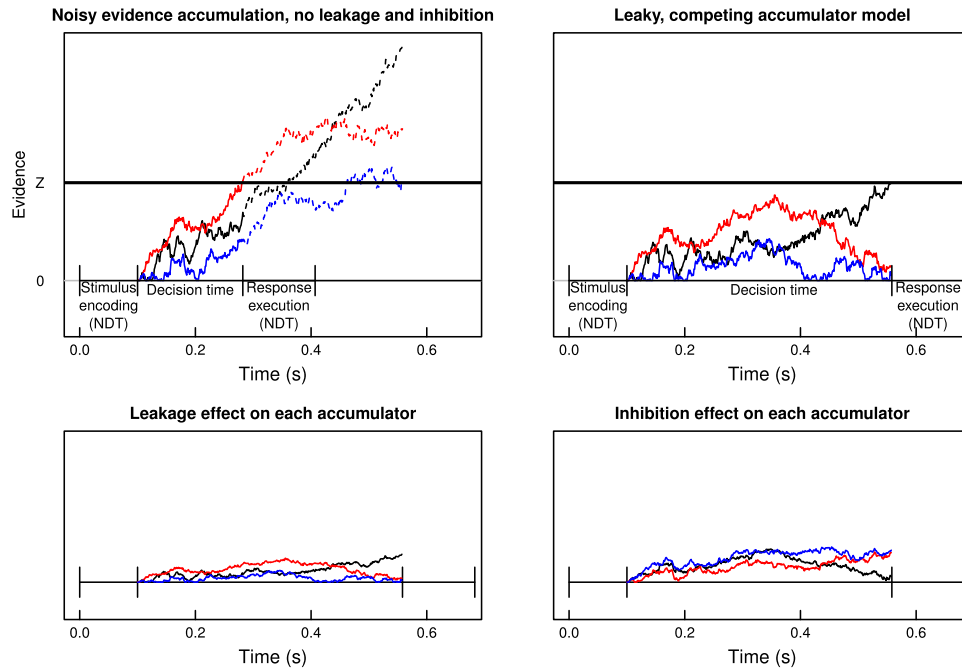 Noisy evidence accumulation, no leakage and inhibition
Evidence
Z
0
Stimulus
encoding
(NDT)
Decision time
Response
execution
(NDT)
0.0 0.2 0.4 0.6
Time (s)
Leaky, competing accumulator model
Stimulus
encoding
(NDT)
Decision time
Response
execution
(NDT)
0.0 0.2 0.4 0.6
Time (s)
Leakage effect on each accumulator
0.0 0.2 0.4 0.6
Time (s)
Inhibition effect on each accumulator
0.0 0.2 0.4 0.6
Time (s)